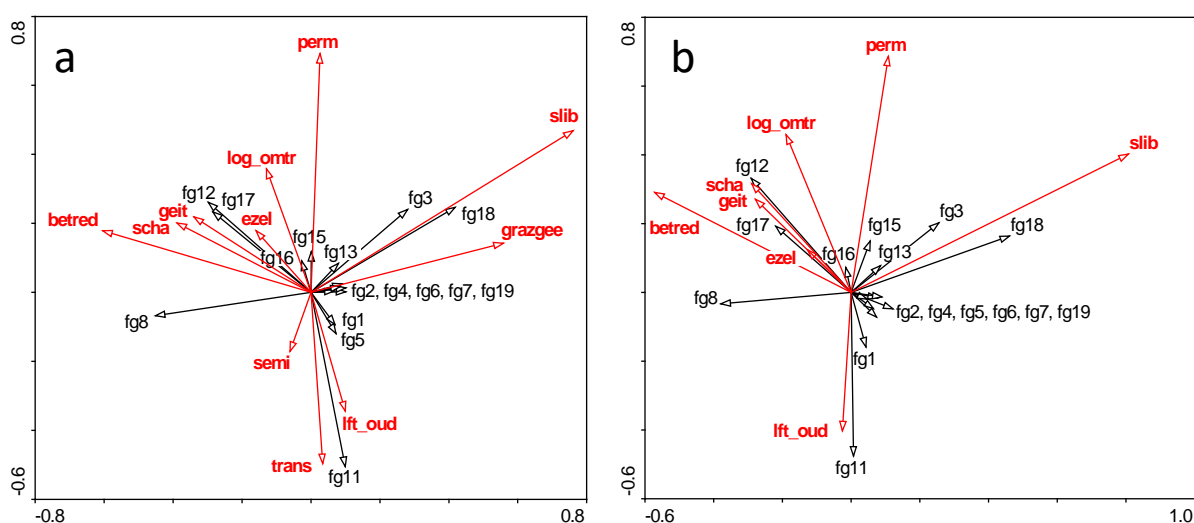 a
0.8
-0.6
-0.8
0.8
perm
slib
log_omtr
fg12
fg17
fg3
geit
ezel
fg18
betred
scha
fg15
grazgee
fg16
fg13
fg2, fg4, fg6, fg7, fg19
fg8
fg1
fg5
semi
lft_oud
trans
fg11
b
0.8
-0.6
-0.6
1.0
perm
log_omtr
slib
fg12
scha
geit
fg15
fg3
fg18
betred
fg17
ezel
fg16
fg13
fg8
fg2, fg4, fg5, fg6, fg7, fg19
fg1
lft_oud
fg11